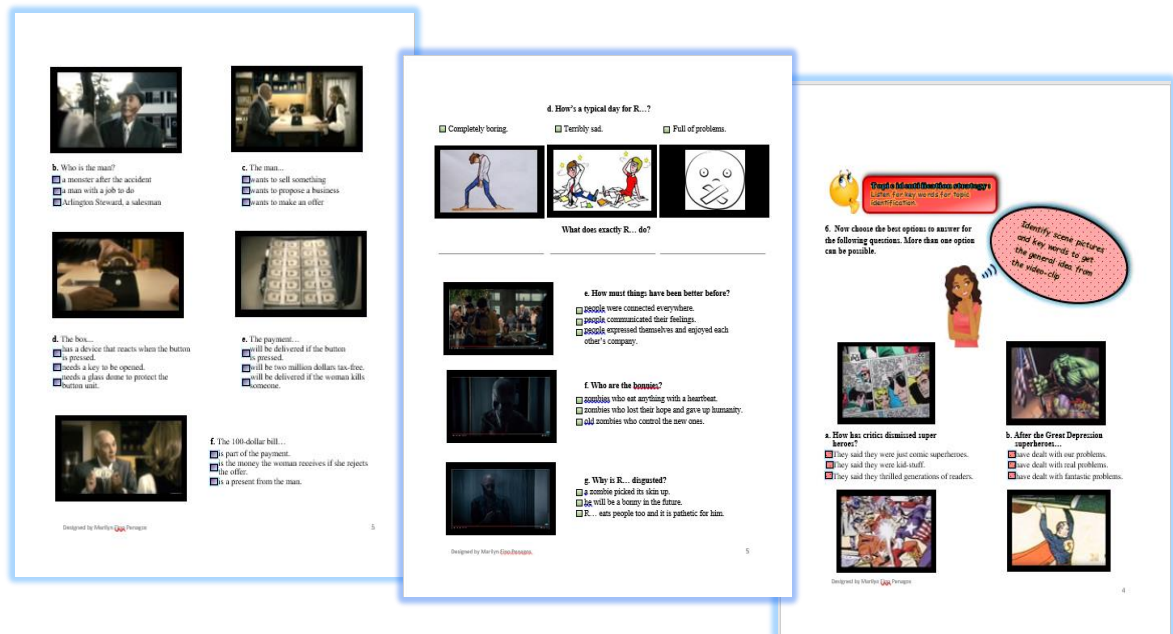 b. Who is the man?
a monster after the accident
a man with a job to do
Arlington Steward, a salesman
c. The man...
wants to sell something
wants to propose a business
wants to make an offer
d. The box...
has a device that reacts when the button
is pressed.
needs a key to be opened.
needs a glass dome to protect the
button unit.
e. The payment...
will be delivered if the button
is pressed.
will be two million dollars tax-free.
will be delivered if the woman kills
someone.
f. The 100-dollar bill...
is part of the payment.
is the money the woman receives if she rejects
the offer.
is a present from the man.
Designed by Marilyn Panagos
5
d. How's a typical day for R...?
Completely boring.
Terribly sad.
Full of problems.
What does exactly R... do?
e. How must things have been better before?
people were connected everywhere.
people communicated their feelings.
people expressed themselves and enjoyed each
other's company.
f. Who are the bonnies?
zombies who eat anything with a heartbeat.
zombies who lost their hope and gave up humanity.
old zombies who control the new ones.
g. Why is R... disgusted?
a zombie picked its skin up.
he will be a bonny in the future.
R... eats people too and it is pathetic for him.
Designed by Marilyn Panagos
5
Topic identification strategy:
Listen for key words for topic
identification
6. Now choose the best options to answer for
the following questions. More than one option
can be possible.
Identify scene pictures
and key words to get
the general idea from
the video-clip
a. How has critics dismissed super
heroes?
They said they were just comic superheroes.
They said they were kid-stuff.
They said they thrilled generations of readers.
b. After the Great Depression
superheroes...
have dealt with our problems.
have dealt with real problems.
have dealt with fantastic problems.
Designed by Marilyn Panagos
4